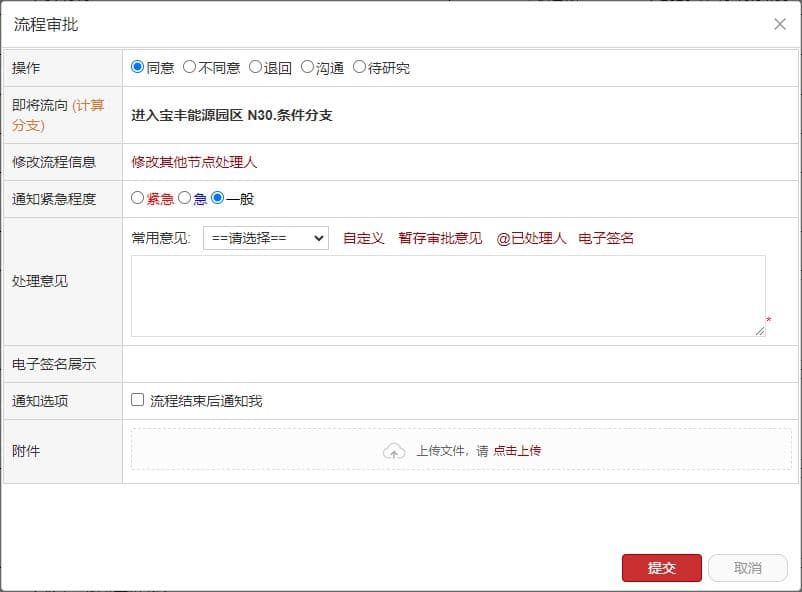 流程审批
操作
同意 不同意 退回 沟通 待研究
即将流向 (计算
分支)
进入宝丰能源园区 N30.条件分支
修改流程信息
修改其他节点处理人
通知紧急程度
紧急 急 一般
处理意见
常用意见: ==请选择== 自定义 暂存审批意见 @已处理人 电子签名
*
电子签名展示
通知选项
流程结束后通知我
附件
上传文件，请 点击上传
提交 取消